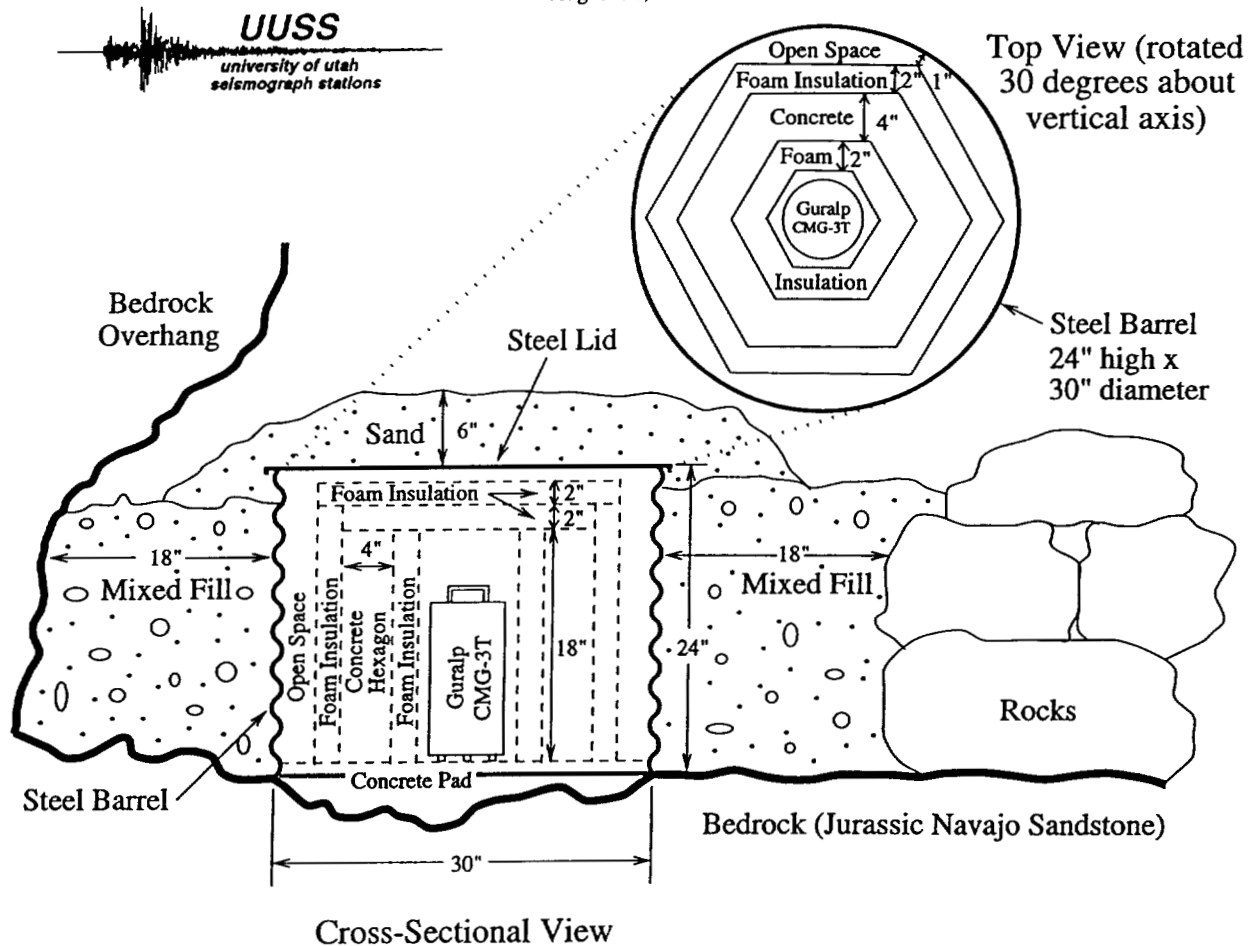 UUSS
university of utah
seismograph stations
Top View (rotated
30 degrees about
vertical axis)
Open Space
Foam Insulation
2"
1"
Concrete
4"
Foam
2"
Guralp
CMG-3T
Insulation
Steel Barrel
24" high x
30" diameter
Bedrock
Overhang
Steel Lid
Sand
6"
Foam Insulation
2"
2"
18"
Mixed Fill
4"
18"
Mixed Fill
Open Space
Foam Insulation
Concrete
Hexagon
Foam Insulation
Guralp
CMG-3T
18"
24"
Rocks
Concrete Pad
Steel Barrel
Bedrock (Jurassic Navajo Sandstone)
30"
Cross-Sectional View